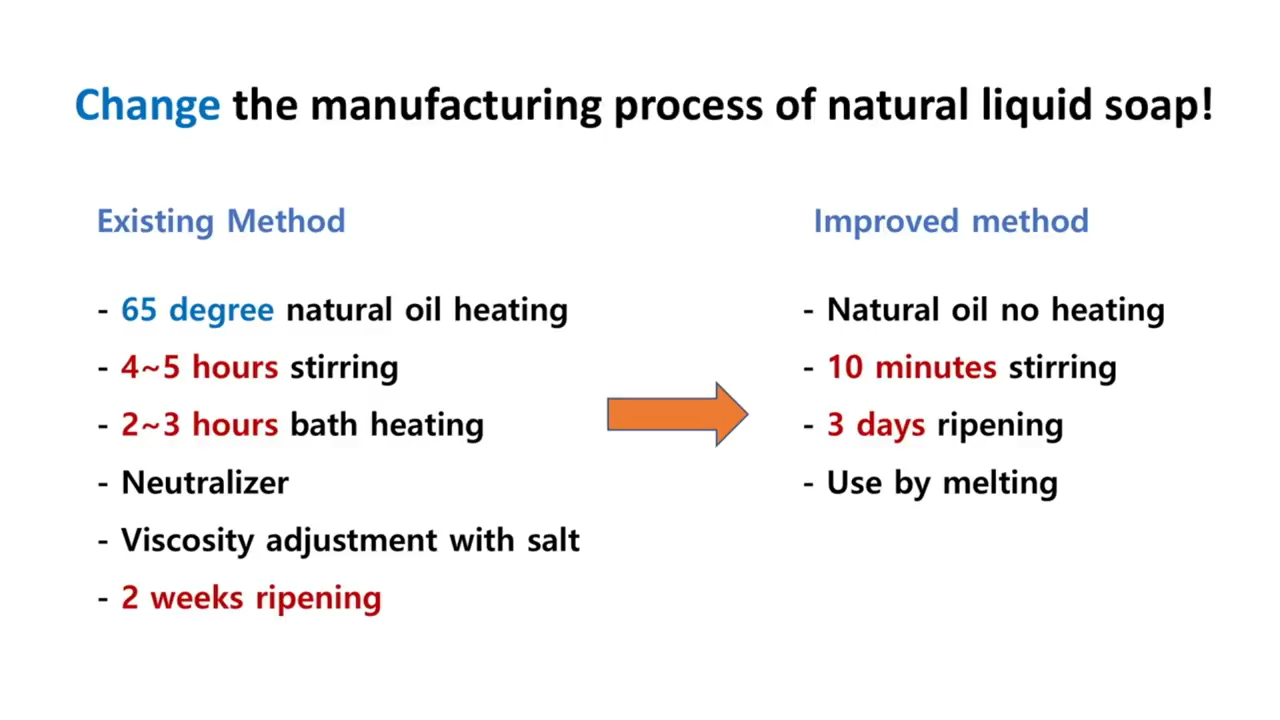 Change the manufacturing process of natural liquid soap!
Existing Method
- 65 degree natural oil heating
- 4~5 hours stirring
- 2~3 hours bath heating
- Neutralizer
- Viscosity adjustment with salt
- 2 weeks ripening
Improved method
- Natural oil no heating
- 10 minutes stirring
- 3 days ripening
- Use by melting